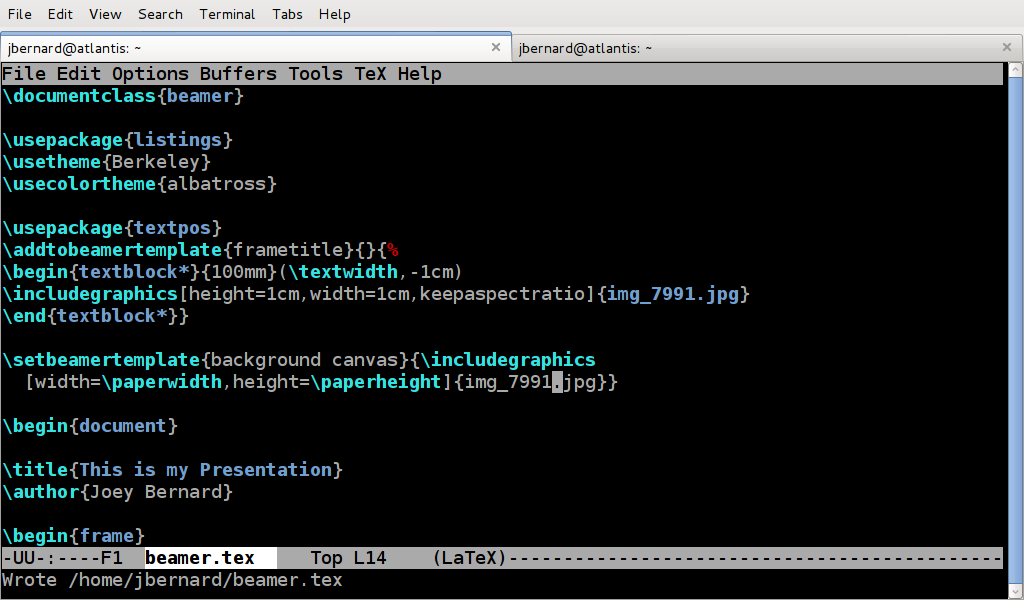 File Edit View Search Terminal Tabs Help
jbernard@atlantis: ~ × jbernard@atlantis: ~ ×
File Edit Options Buffers Tools TeX Help
\documentclass{beamer}
\usepackage{listings}
\usetheme{Berkeley}
\usecolortheme{albatross}
\usepackage{textpos}
\addtobeamertemplate{frametitle}{}{%
\begin{textblock*}{100mm}(\textwidth,-1cm)
\includegraphics[height=1cm,width=1cm,keepaspectratio]{img_7991.jpg}
\end{textblock*}}
\setbeamertemplate{background canvas}{\includegraphics
  [width=\paperwidth,height=\paperheight]{img_7991.jpg}}
\begin{document}
\title{This is my Presentation}
\author{Joey Bernard}
\begin{frame}
-UU-:----F1  beamer.tex     Top L14    (LaTeX)---------------------------------------------
Wrote /home/jbernard/beamer.tex